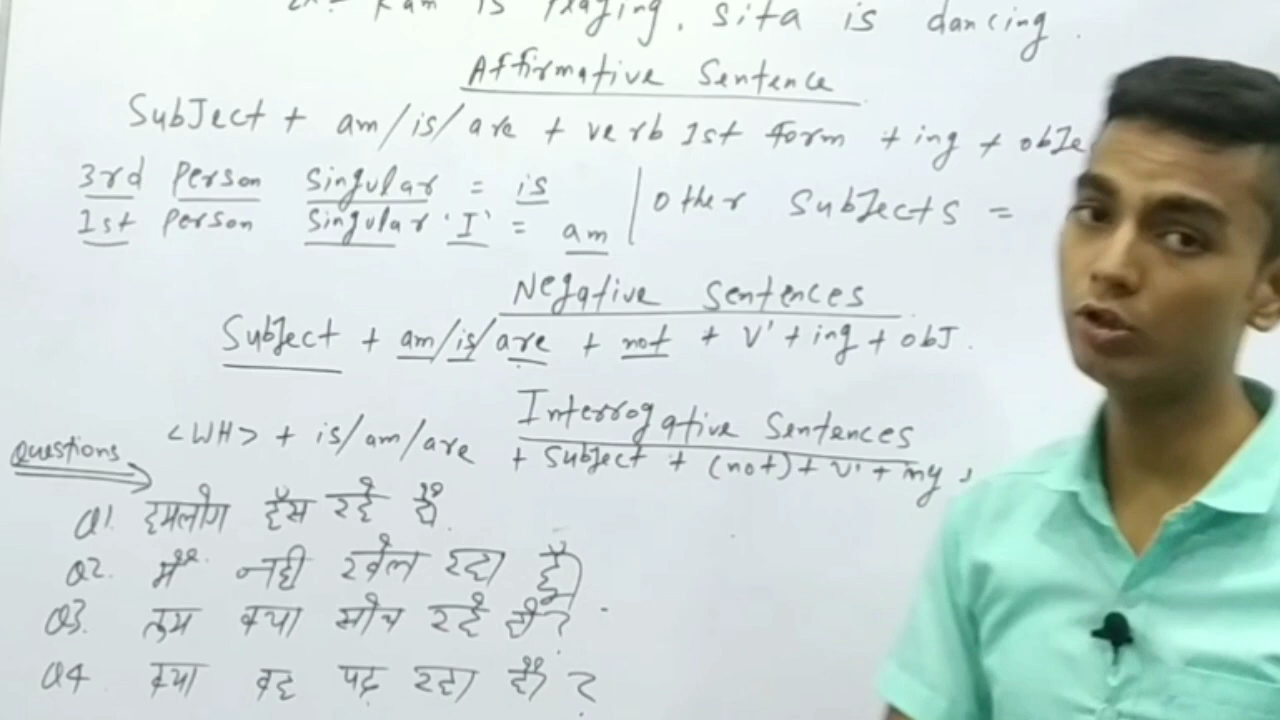 Ex:- Ram is playing. Sita is dancing.
Affirmative Sentence
SubJect + am/is/are + verb 1st form + ing + obJe
3rd Person Singular = is
1st Person Singular 'I' = am | other SubJects =
Negative Sentences
SubJect + am/is/are + not + V' + ing + obJ.
Interrogative Sentences
<WH> + is/am/are + SubJect + (not) + V' + ing
Questions
Q1. हमलोग हँस रहे हैं.
Q2. मैं नही खेल रहा हूँ
Q3. तुम क्या सोच रहे हो?
Q4 क्या वह पढ़ रहा है?